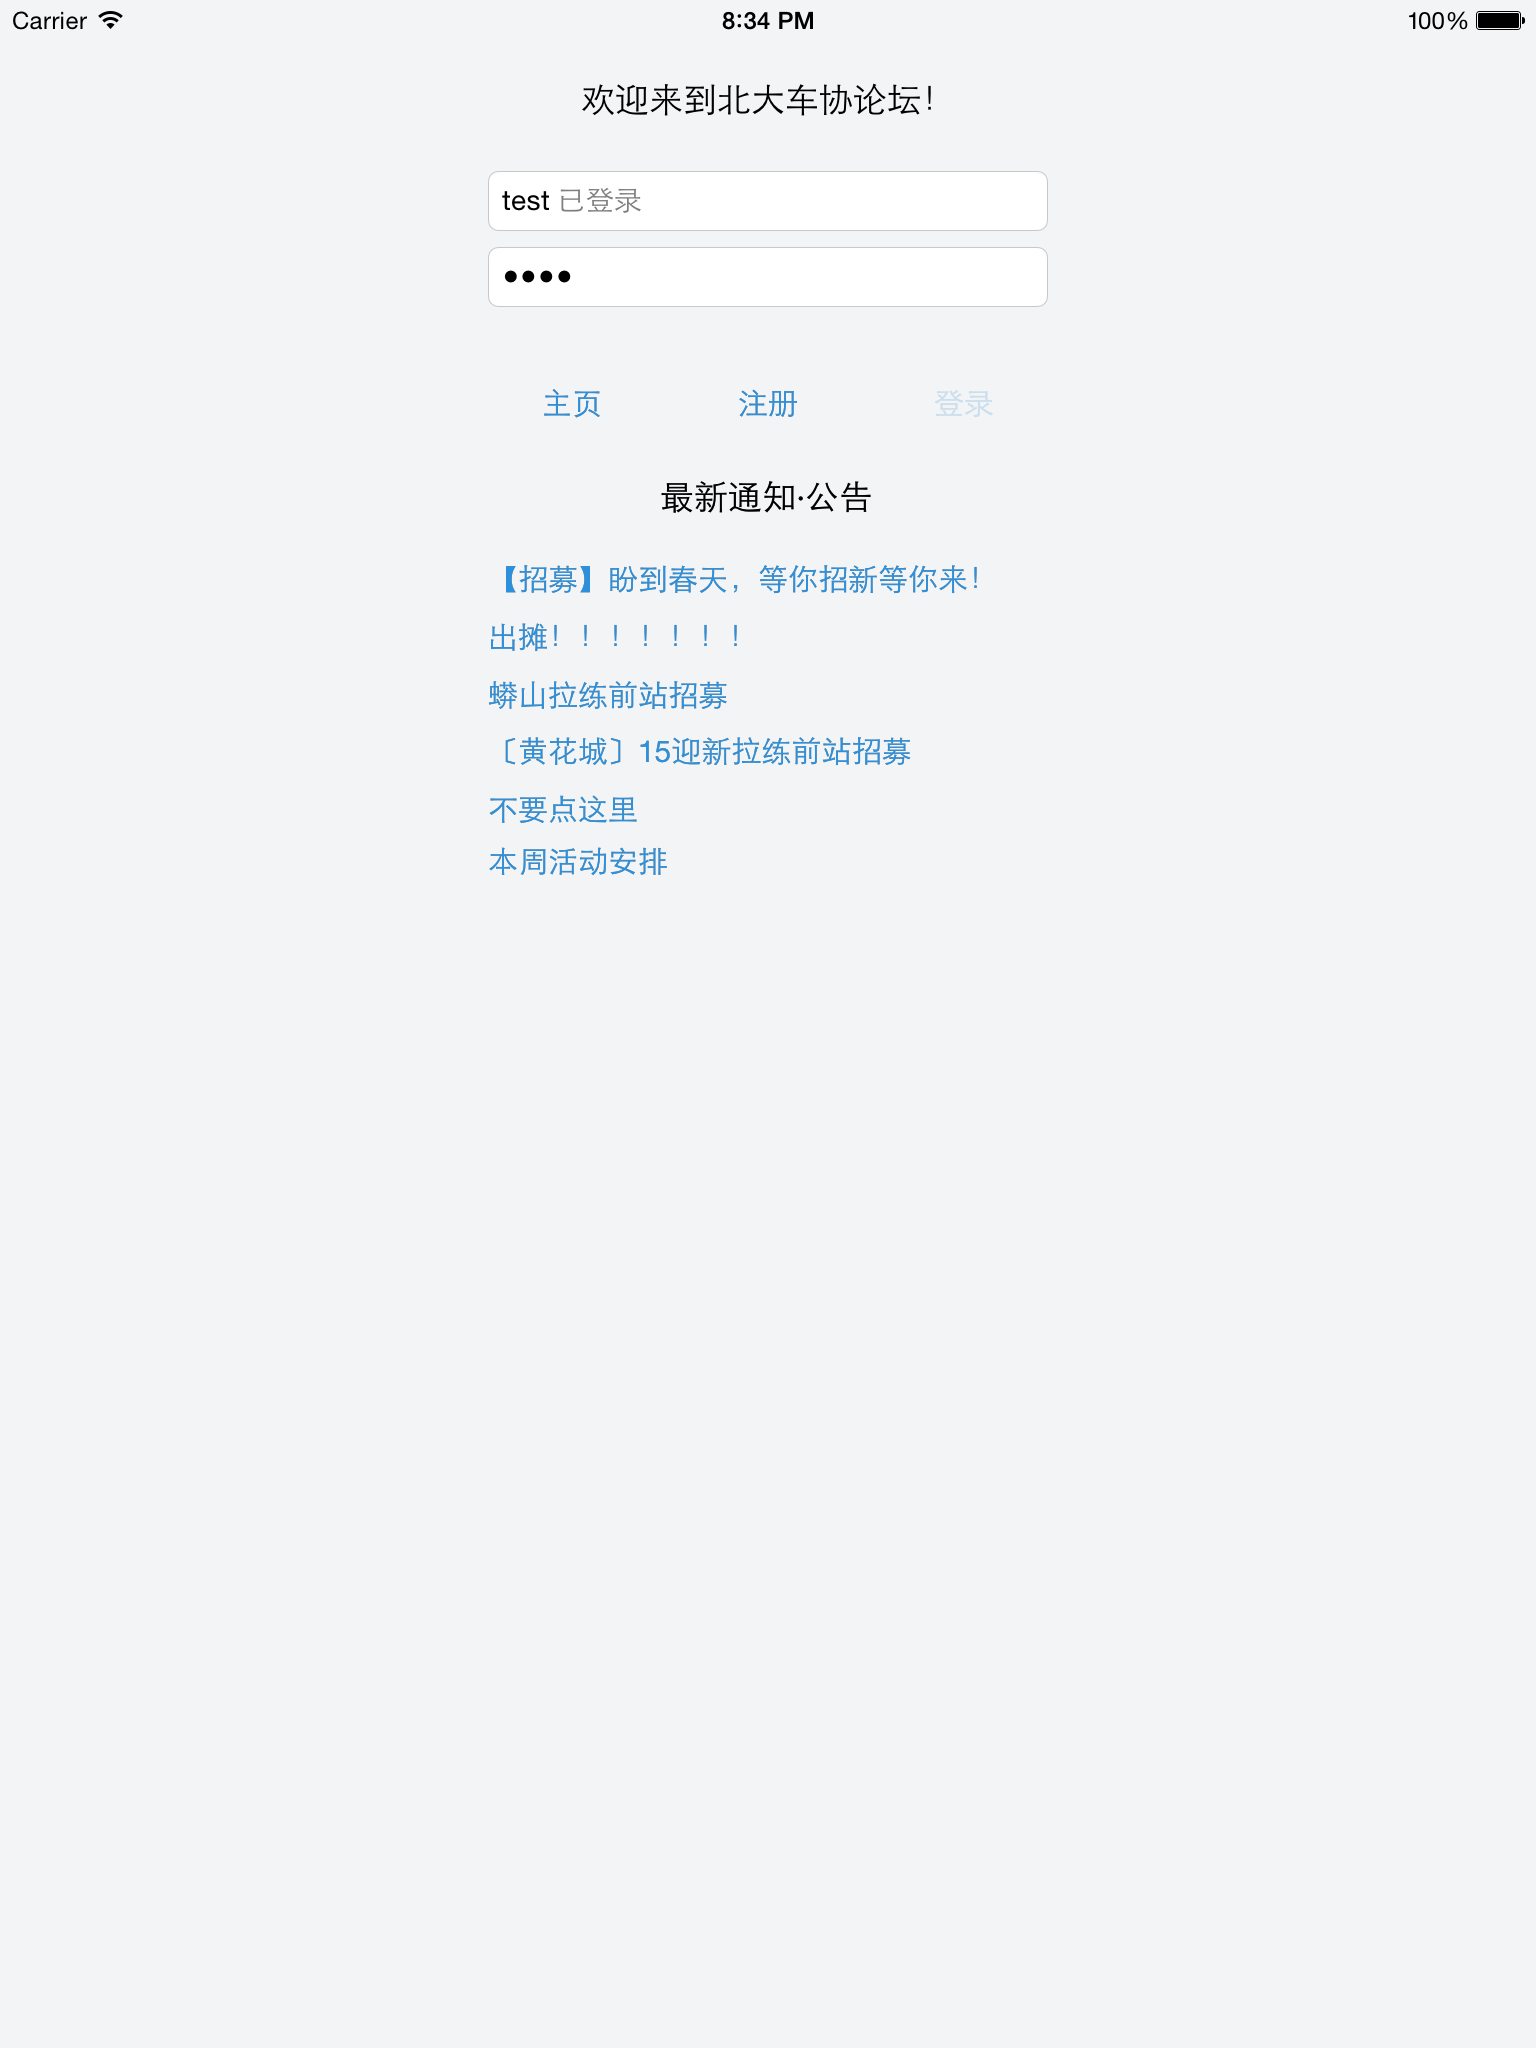 Carrier 8:34 PM 100%
欢迎来到北大车协论坛！
test 已登录
••••
主页 注册 登录
最新通知·公告
【招募】盼到春天，等你招新等你来！
出摊！！！！！！！
蟒山拉练前站招募
〔黄花城〕15迎新拉练前站招募
不要点这里
本周活动安排